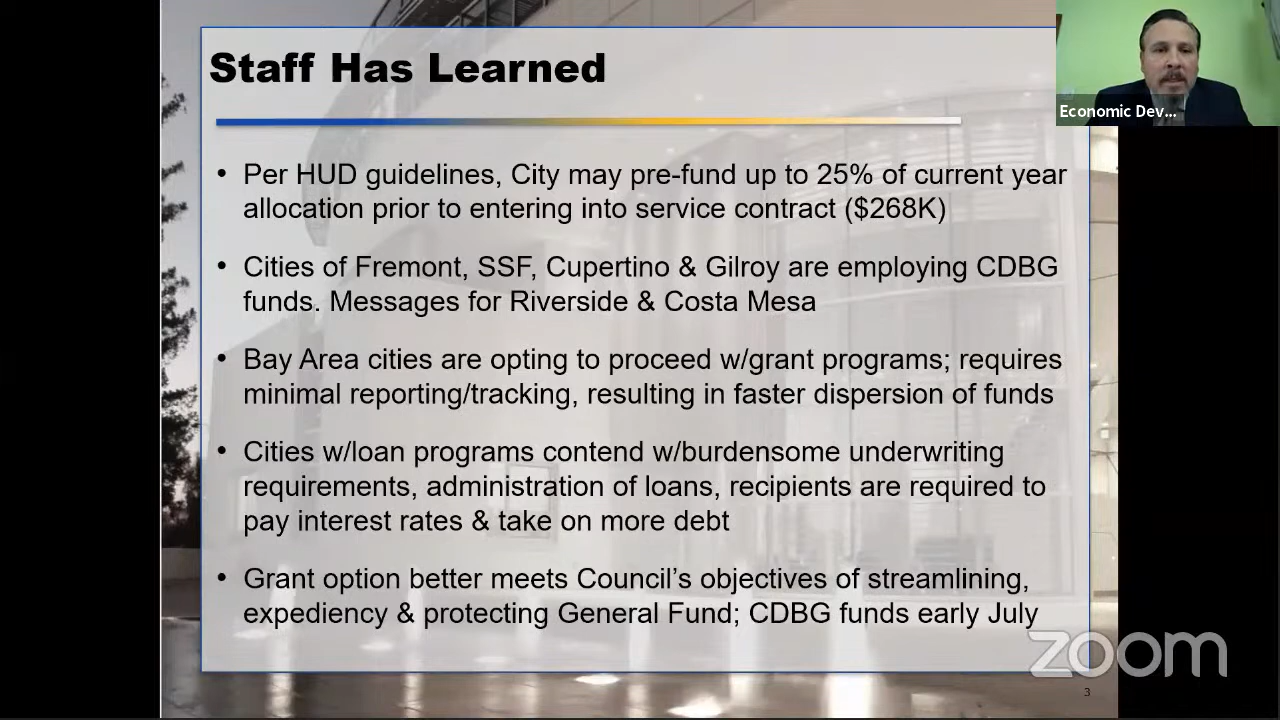 Staff Has Learned
Economic Dev...
• Per HUD guidelines, City may pre-fund up to 25% of current year
allocation prior to entering into service contract ($268K)
• Cities of Fremont, SSF, Cupertino & Gilroy are employing CDBG
funds. Messages for Riverside & Costa Mesa
• Bay Area cities are opting to proceed w/grant programs; requires
minimal reporting/tracking, resulting in faster dispersion of funds
• Cities w/loan programs contend w/burdensome underwriting
requirements, administration of loans, recipients are required to
pay interest rates & take on more debt
• Grant option better meets Council’s objectives of streamlining,
expediency & protecting General Fund; CDBG funds early July
zoom
3